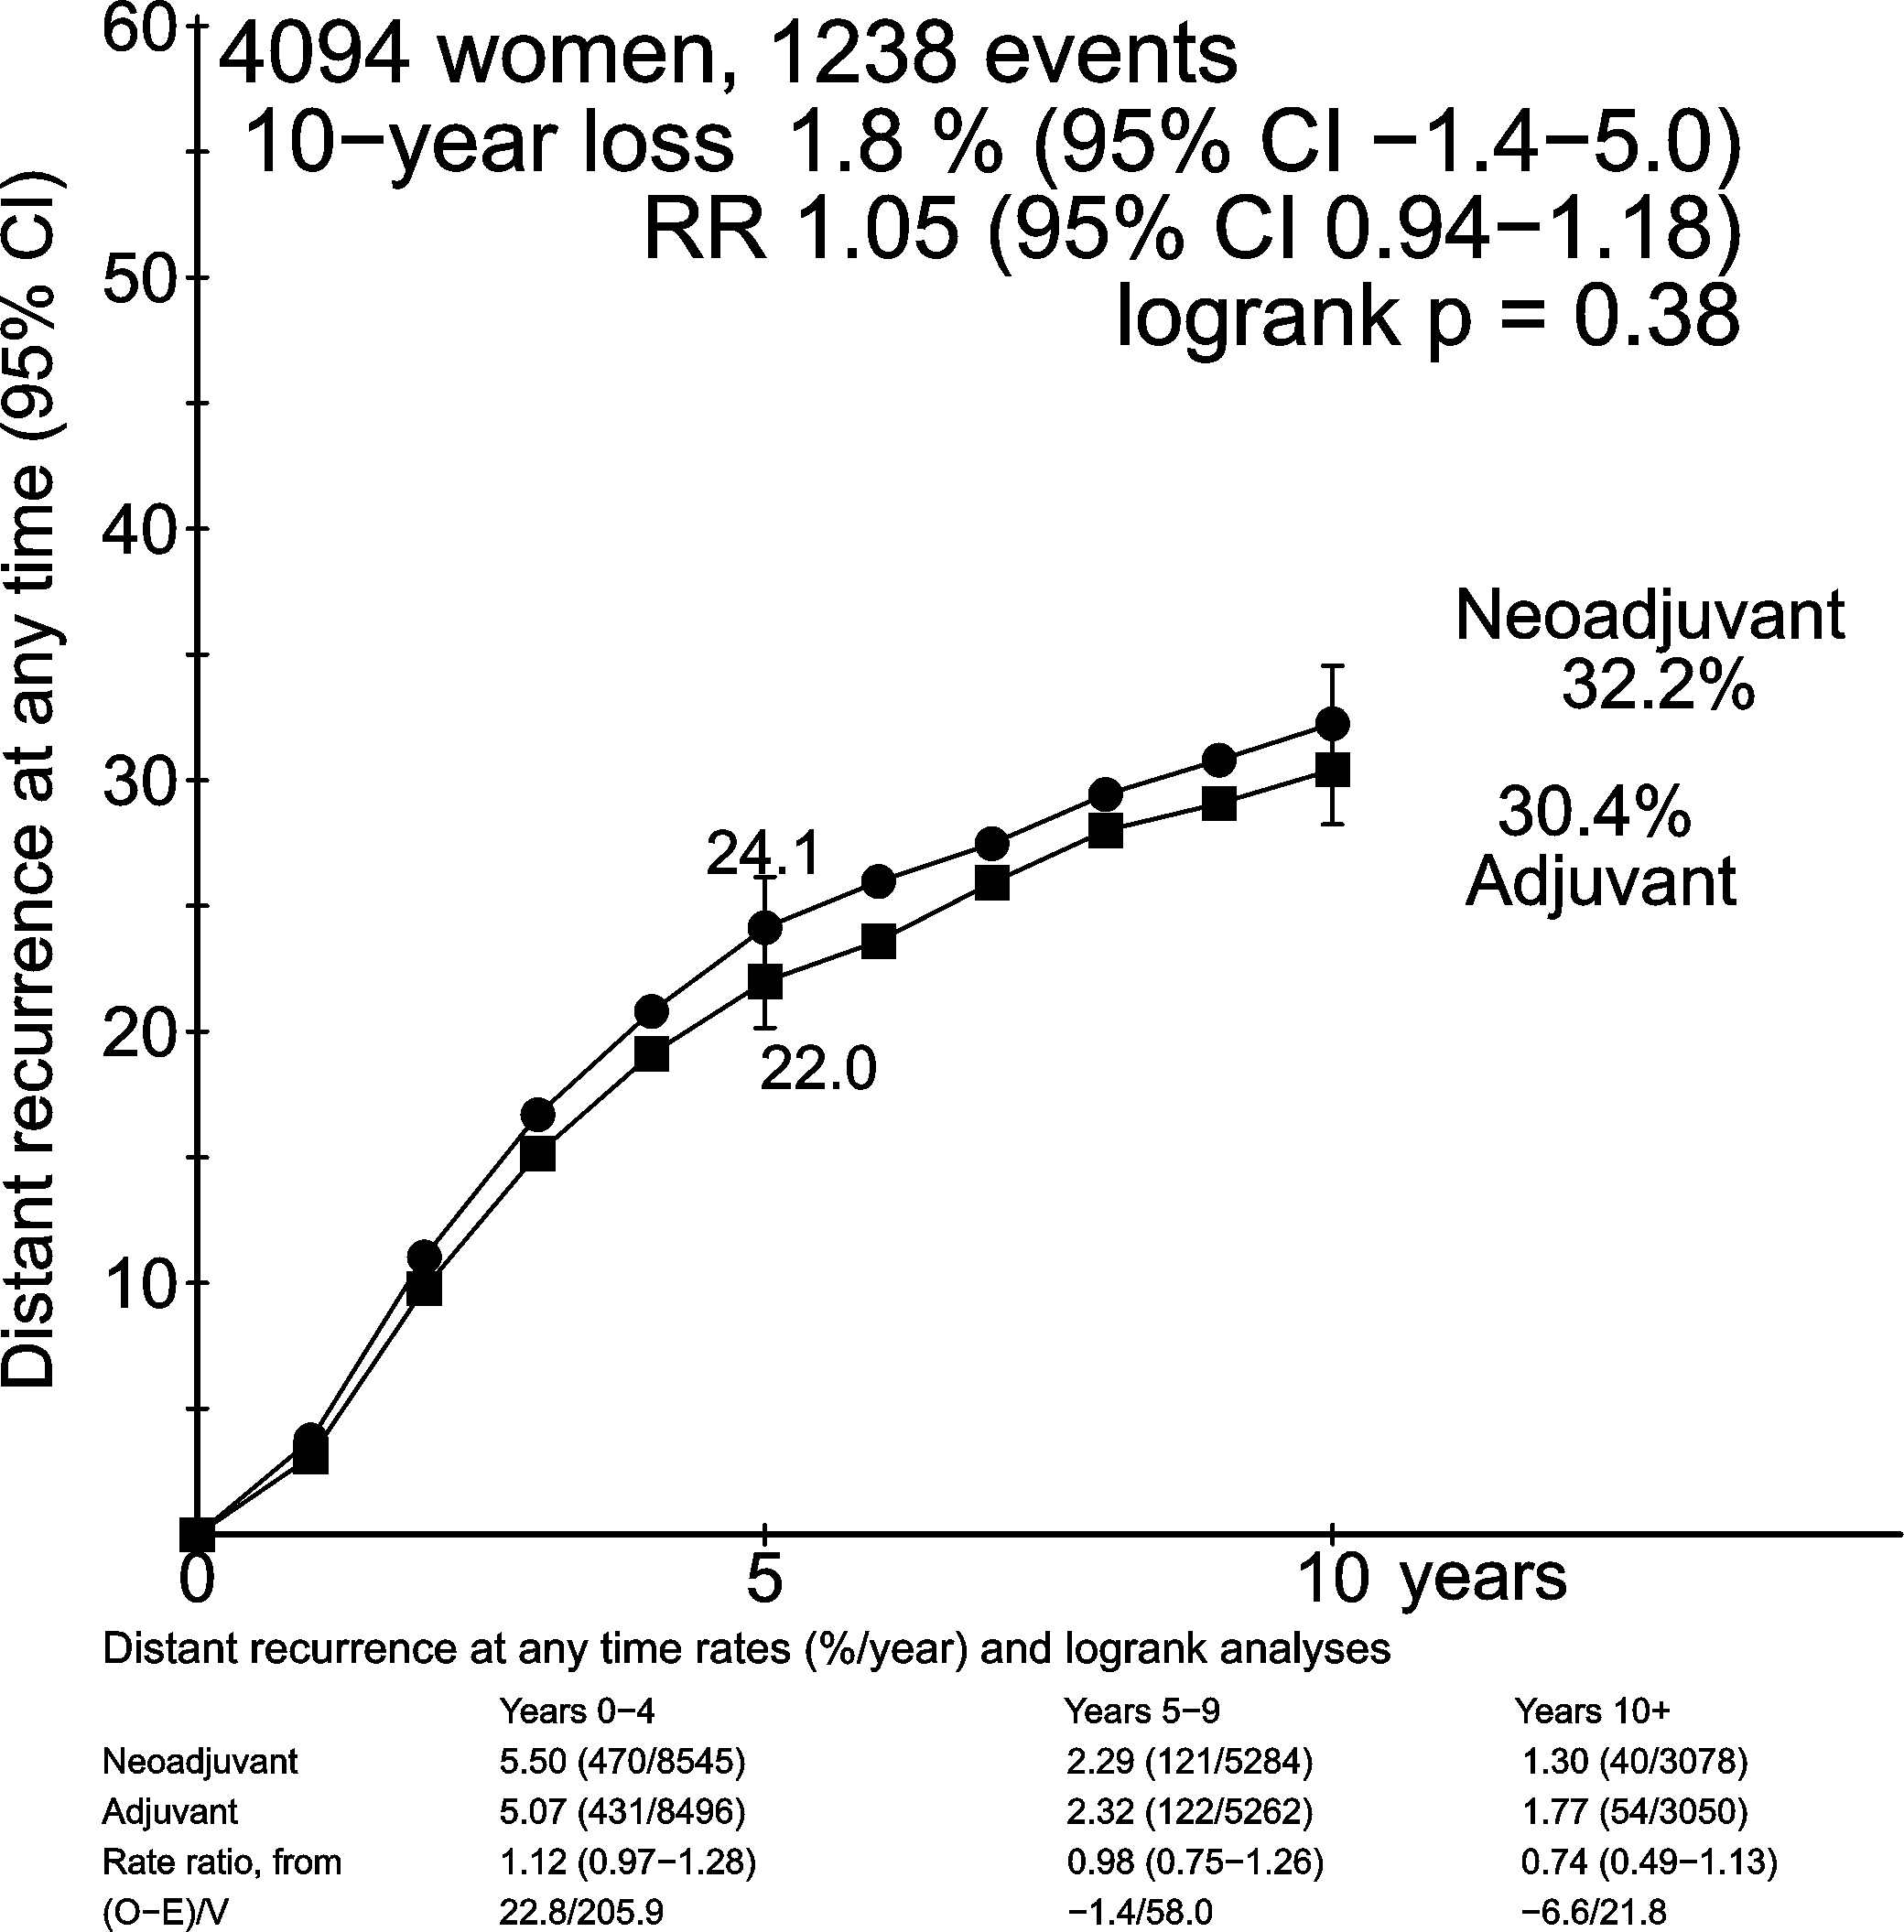 4094 women, 1238 events
10−year loss 1.8 % (95% CI −1.4−5.0)
RR 1.05 (95% CI 0.94−1.18)
logrank p = 0.38
Distant recurrence at any time (95% CI)
60
50
40
30
20
10
Neoadjuvant
32.2%
30.4%
Adjuvant
24.1
22.0
0 5 10 years
Distant recurrence at any time rates (%/year) and logrank analyses
Years 0−4 Years 5−9 Years 10+
Neoadjuvant 5.50 (470/8545) 2.29 (121/5284) 1.30 (40/3078)
Adjuvant 5.07 (431/8496) 2.32 (122/5262) 1.77 (54/3050)
Rate ratio, from 1.12 (0.97−1.28) 0.98 (0.75−1.26) 0.74 (0.49−1.13)
(O−E)/V 22.8/205.9 −1.4/58.0 −6.6/21.8